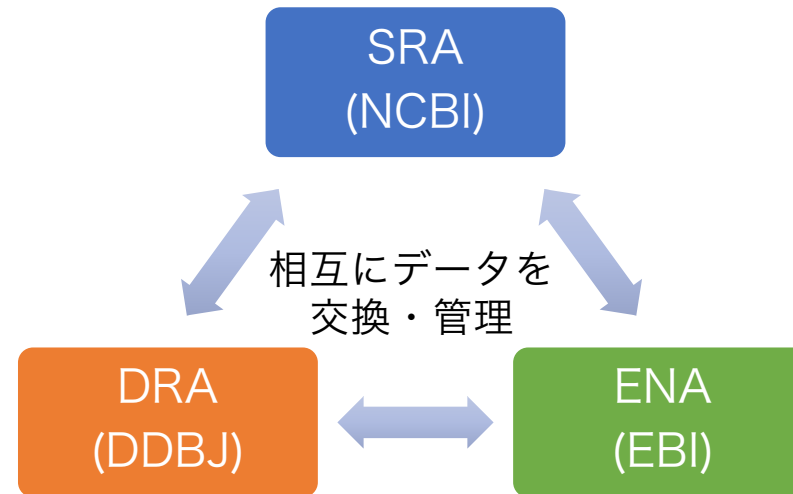 SRA
(NCBI)
相互にデータを
交換・管理
DRA
(DDBJ)
ENA
(EBI)